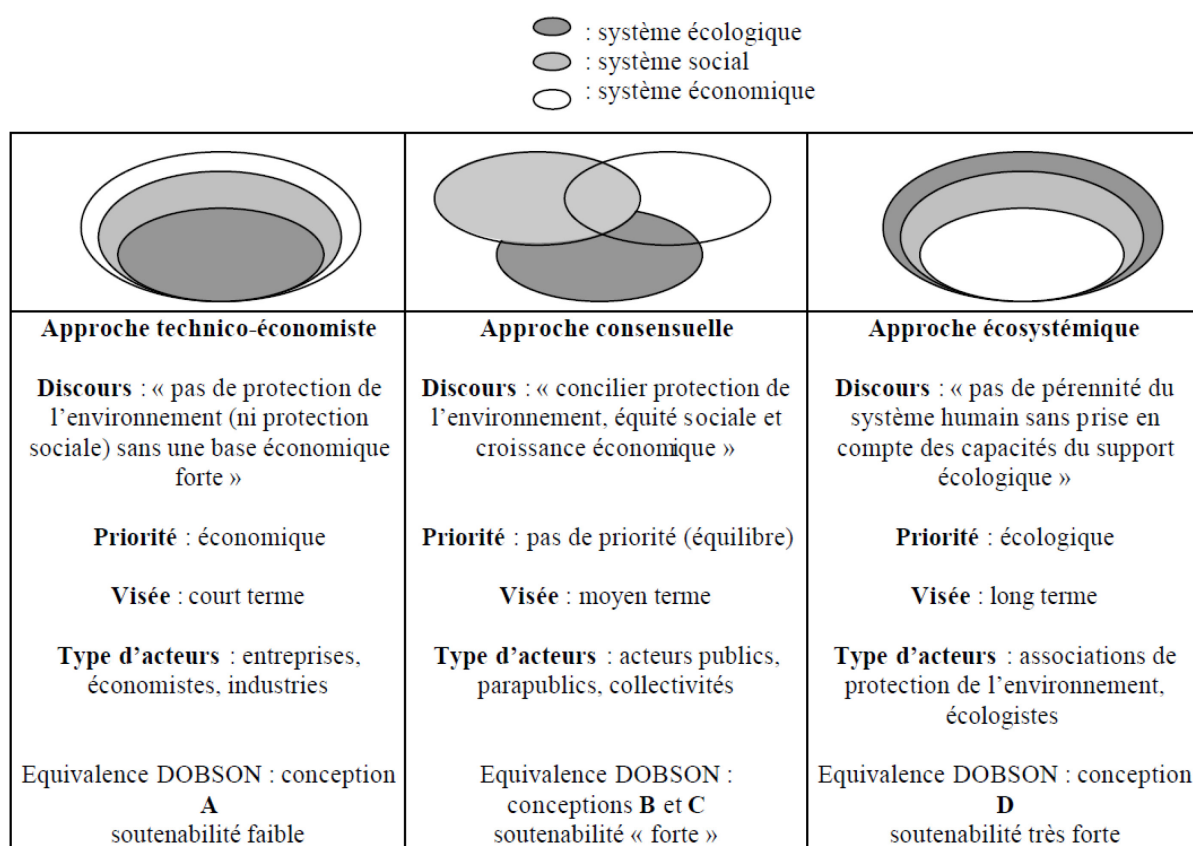 : système écologique
: système social
: système économique
Approche technico-économiste
Discours : « pas de protection de
l'environnement (ni protection
sociale) sans une base économique
forte »
Priorité : économique
Visée : court terme
Type d'acteurs : entreprises,
économistes, industries
Equivalence DOBSON : conception
A
soutenabilité faible
Approche consensuelle
Discours : « concilier protection de
l'environnement, équité sociale et
croissance économique »
Priorité : pas de priorité (équilibre)
Visée : moyen terme
Type d'acteurs : acteurs publics,
parapublics, collectivités
Equivalence DOBSON :
conceptions B et C
soutenabilité « forte »
Approche écosystémique
Discours : « pas de pérennité du
système humain sans prise en
compte des capacités du support
écologique »
Priorité : écologique
Visée : long terme
Type d'acteurs : associations de
protection de l'environnement,
écologistes
Equivalence DOBSON : conception
D
soutenabilité très forte